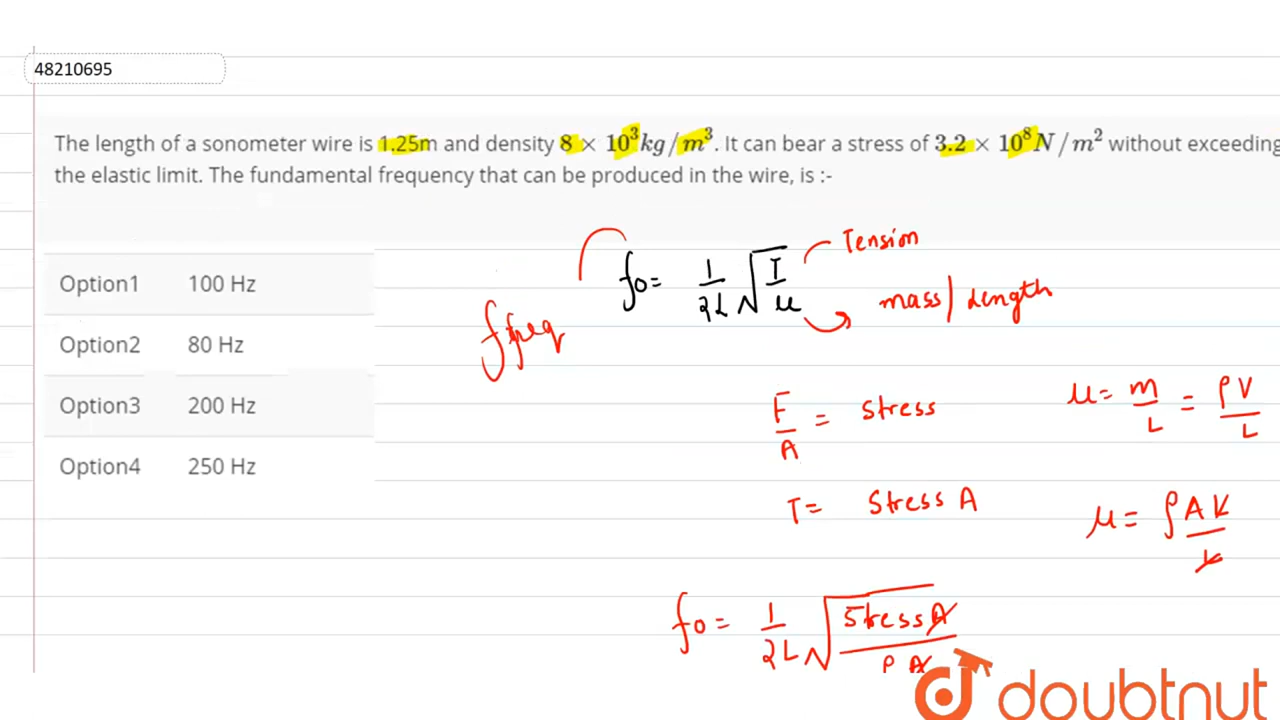 48210695
The length of a sonometer wire is 1.25m and density 8 × 10³kg/m³. It can bear a stress of 3.2 × 10⁸N/m² without exceeding
the elastic limit. The fundamental frequency that can be produced in the wire, is :-
Option1 100 Hz
Option2 80 Hz
Option3 200 Hz
Option4 250 Hz
f0= 1/2L √T/μ
Tension
mass/Length
f freq
F/A = stress
μ= m/L = ρV/L
T= Stress A
μ= ρ A L/L
f0= 1/2L √Stress A/ρ A
doubtnut